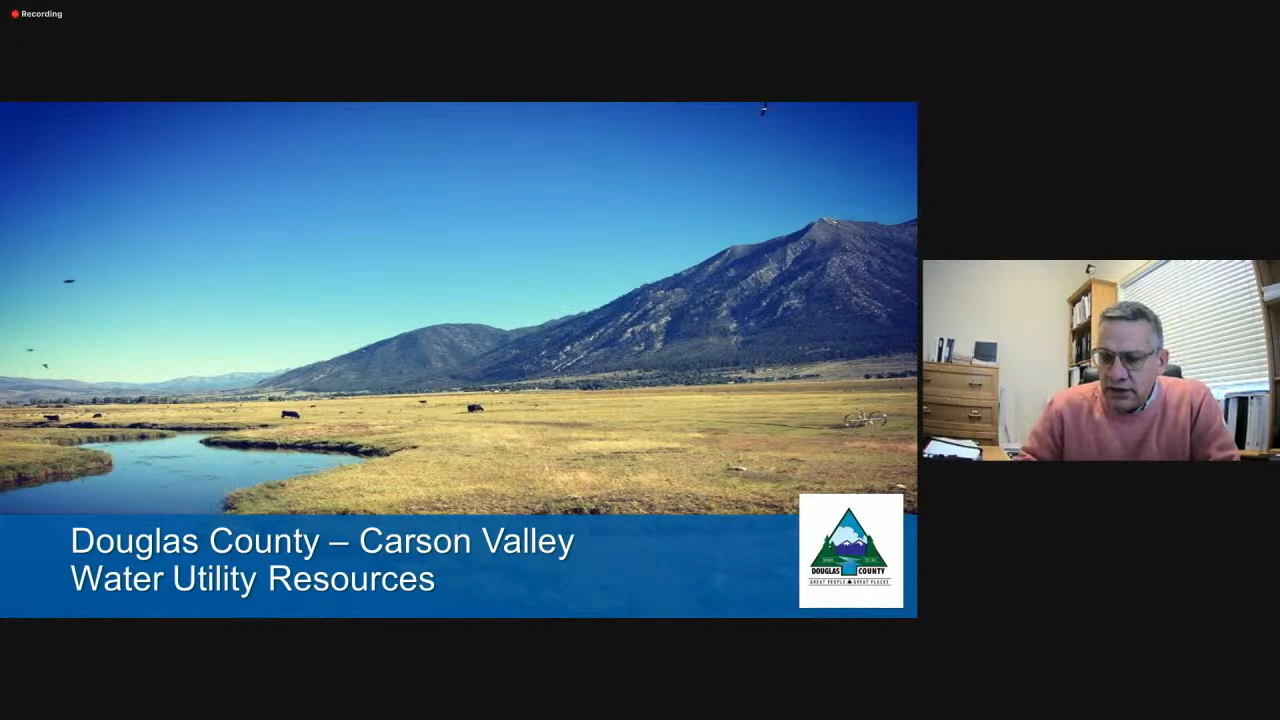 Recording
Douglas County – Carson Valley
Water Utility Resources
DOUGLAS COUNTY
GREAT PEOPLE GREAT PLACES